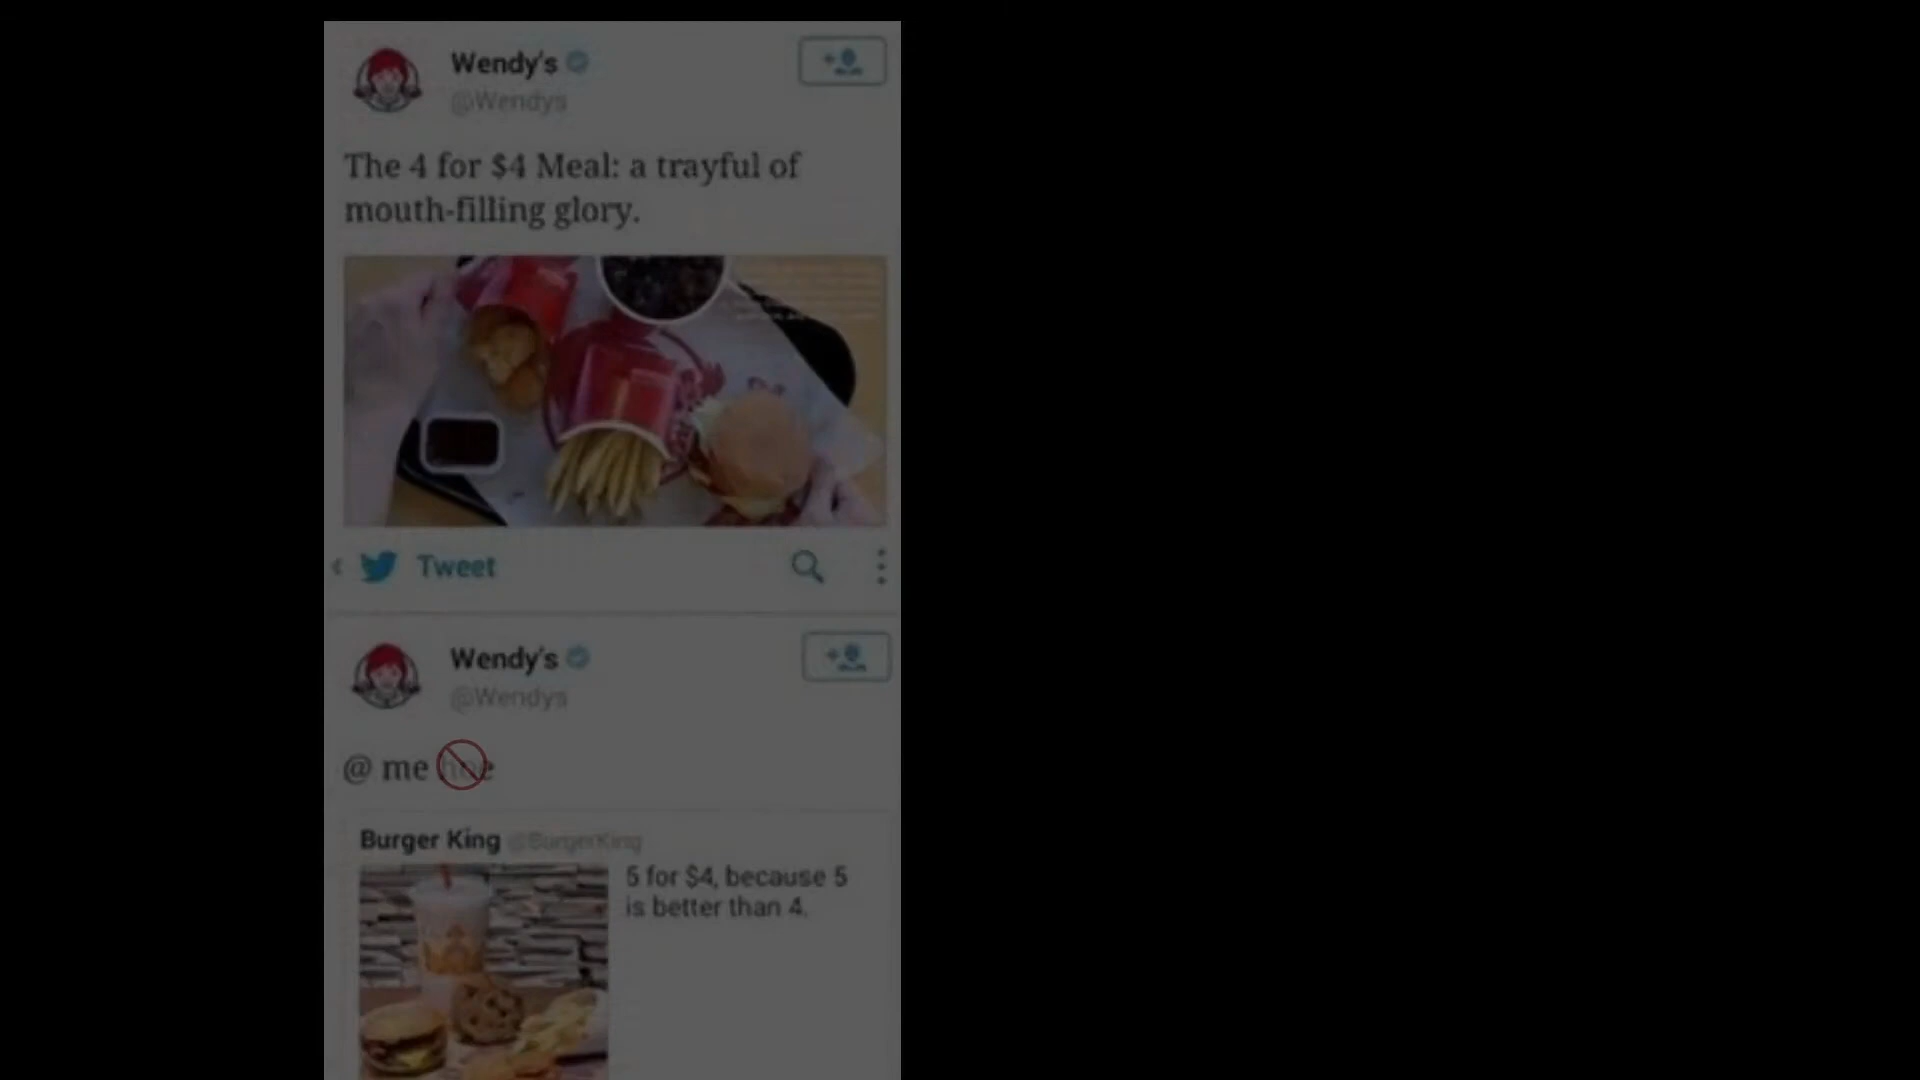 Wendy's
@Wendys
The 4 for $4 Meal: a trayful of
mouth-filling glory.
Tweet
Wendy's
@Wendys
@ me
Burger King @BurgerKing
5 for $4, because 5
is better than 4.